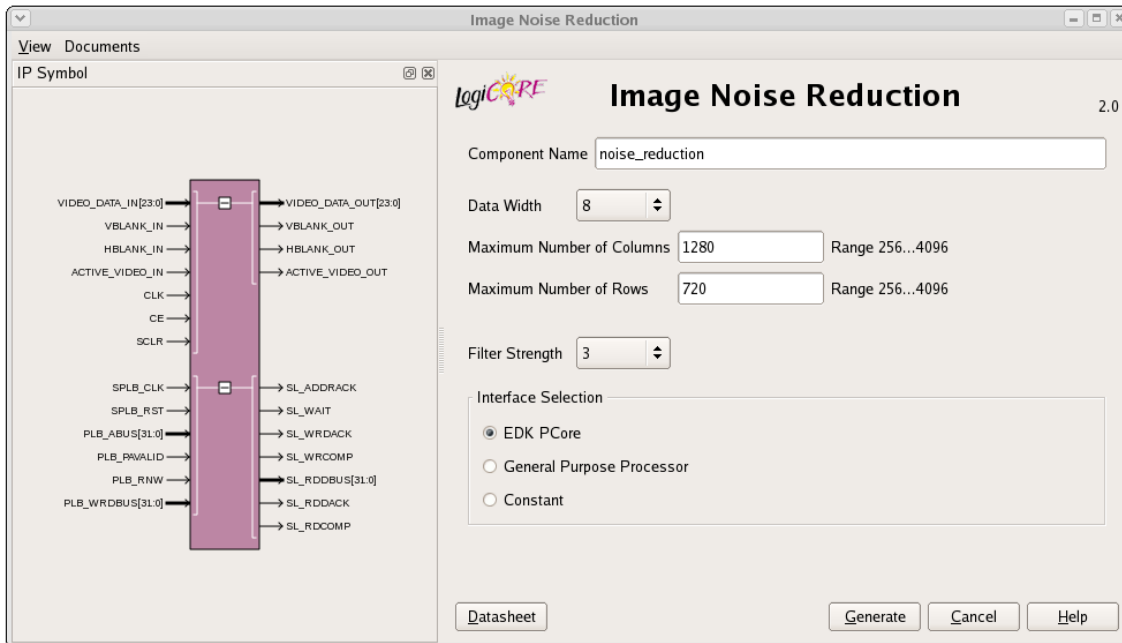 Image Noise Reduction
View Documents
IP Symbol
VIDEO_DATA_IN[23:0]
VBLANK_IN
HBLANK_IN
ACTIVE_VIDEO_IN
CLK
CE
SCLR
VIDEO_DATA_OUT[23:0]
VBLANK_OUT
HBLANK_OUT
ACTIVE_VIDEO_OUT
SPLB_CLK
SPLB_RST
PLB_ABUS[31:0]
PLB_PAVALID
PLB_RNW
PLB_WRDBUS[31:0]
SL_ADDRACK
SL_WAIT
SL_WRDACK
SL_WRCOMP
SL_RDDBUS[31:0]
SL_RDDACK
SL_RDCOMP
LogiCORE
Image Noise Reduction
2.0
Component Name noise_reduction
Data Width 8
Maximum Number of Columns 1280 Range 256...4096
Maximum Number of Rows 720 Range 256...4096
Filter Strength 3
Interface Selection
EDK PCore
General Purpose Processor
Constant
Datasheet Generate Cancel Help